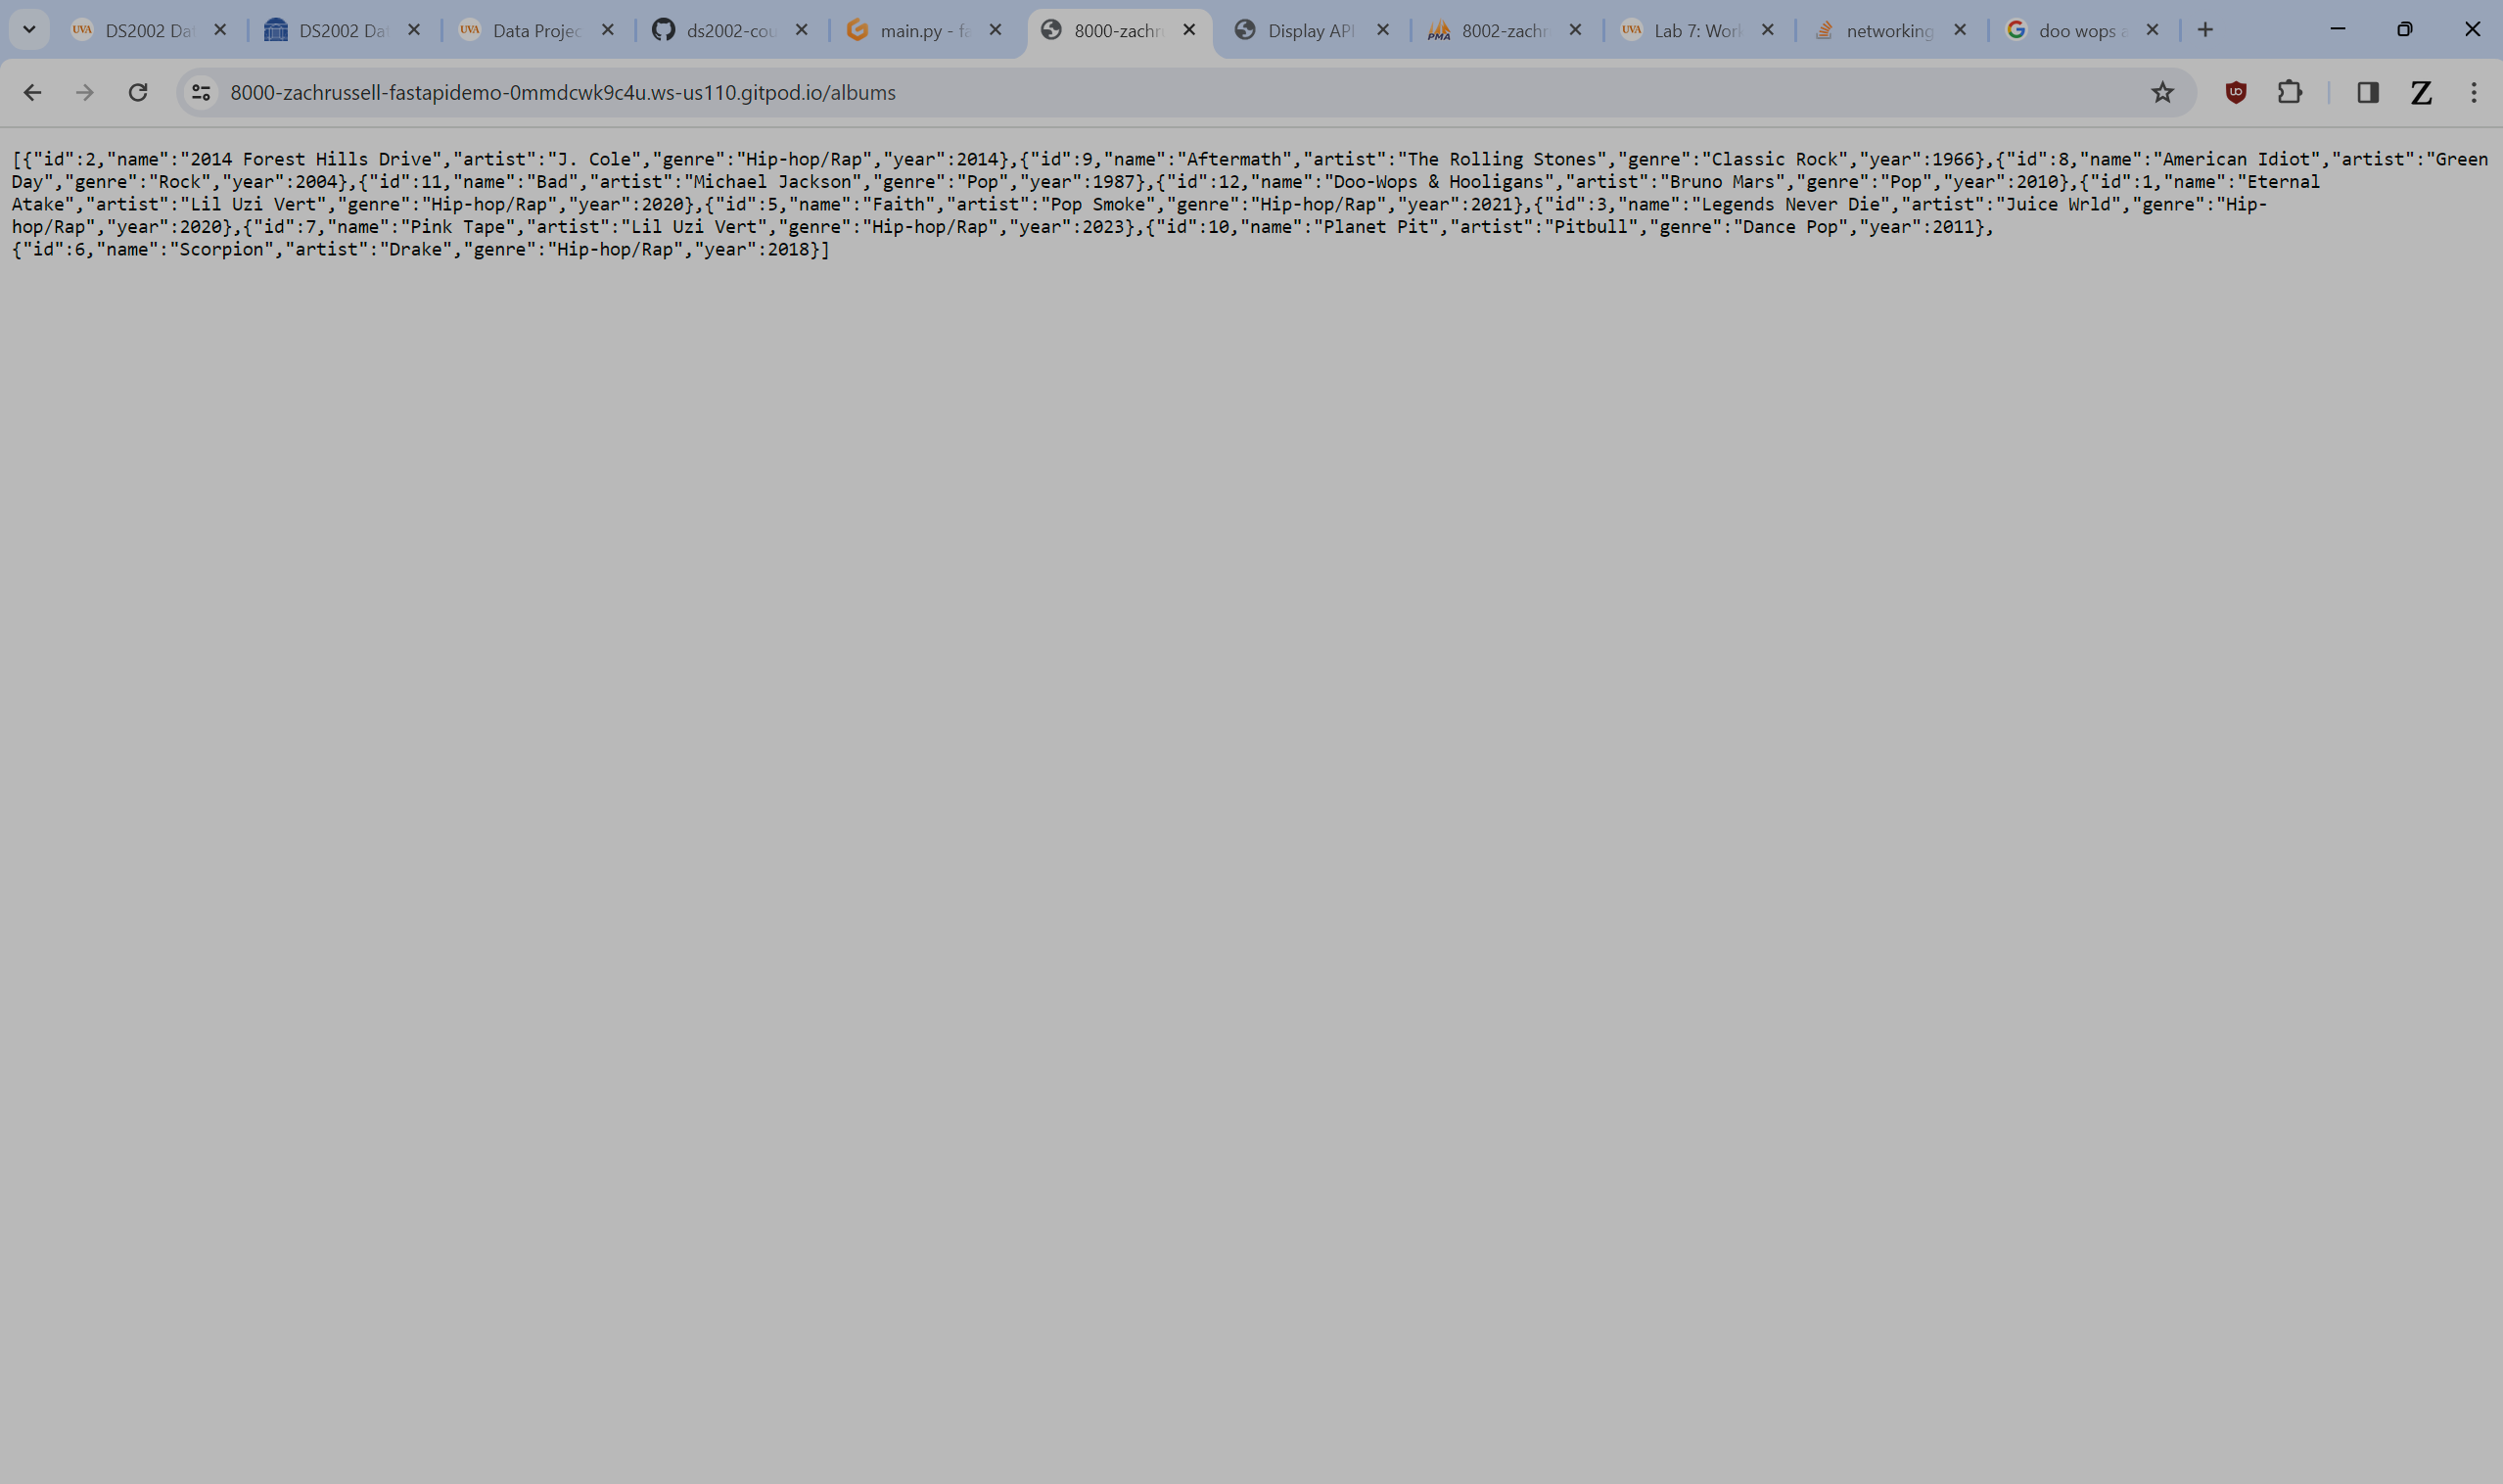 UVA DS2002 Dat DS2002 Dat UVA Data Projec ds2002-cou main.py - fa 8000-zachr Display API PMA 8002-zachr UVA Lab 7: Work networking doo wops a
8000-zachrussell-fastapidemo-0mmdcwk9c4u.ws-us110.gitpod.io/albums Z
[{"id":2,"name":"2014 Forest Hills Drive","artist":"J. Cole","genre":"Hip-hop/Rap","year":2014},{"id":9,"name":"Aftermath","artist":"The Rolling Stones","genre":"Classic Rock","year":1966},{"id":8,"name":"American Idiot","artist":"Green
Day","genre":"Rock","year":2004},{"id":11,"name":"Bad","artist":"Michael Jackson","genre":"Pop","year":1987},{"id":12,"name":"Doo-Wops & Hooligans","artist":"Bruno Mars","genre":"Pop","year":2010},{"id":1,"name":"Eternal
Atake","artist":"Lil Uzi Vert","genre":"Hip-hop/Rap","year":2020},{"id":5,"name":"Faith","artist":"Pop Smoke","genre":"Hip-hop/Rap","year":2021},{"id":3,"name":"Legends Never Die","artist":"Juice Wrld","genre":"Hip-
hop/Rap","year":2020},{"id":7,"name":"Pink Tape","artist":"Lil Uzi Vert","genre":"Hip-hop/Rap","year":2023},{"id":10,"name":"Planet Pit","artist":"Pitbull","genre":"Dance Pop","year":2011},
{"id":6,"name":"Scorpion","artist":"Drake","genre":"Hip-hop/Rap","year":2018}]